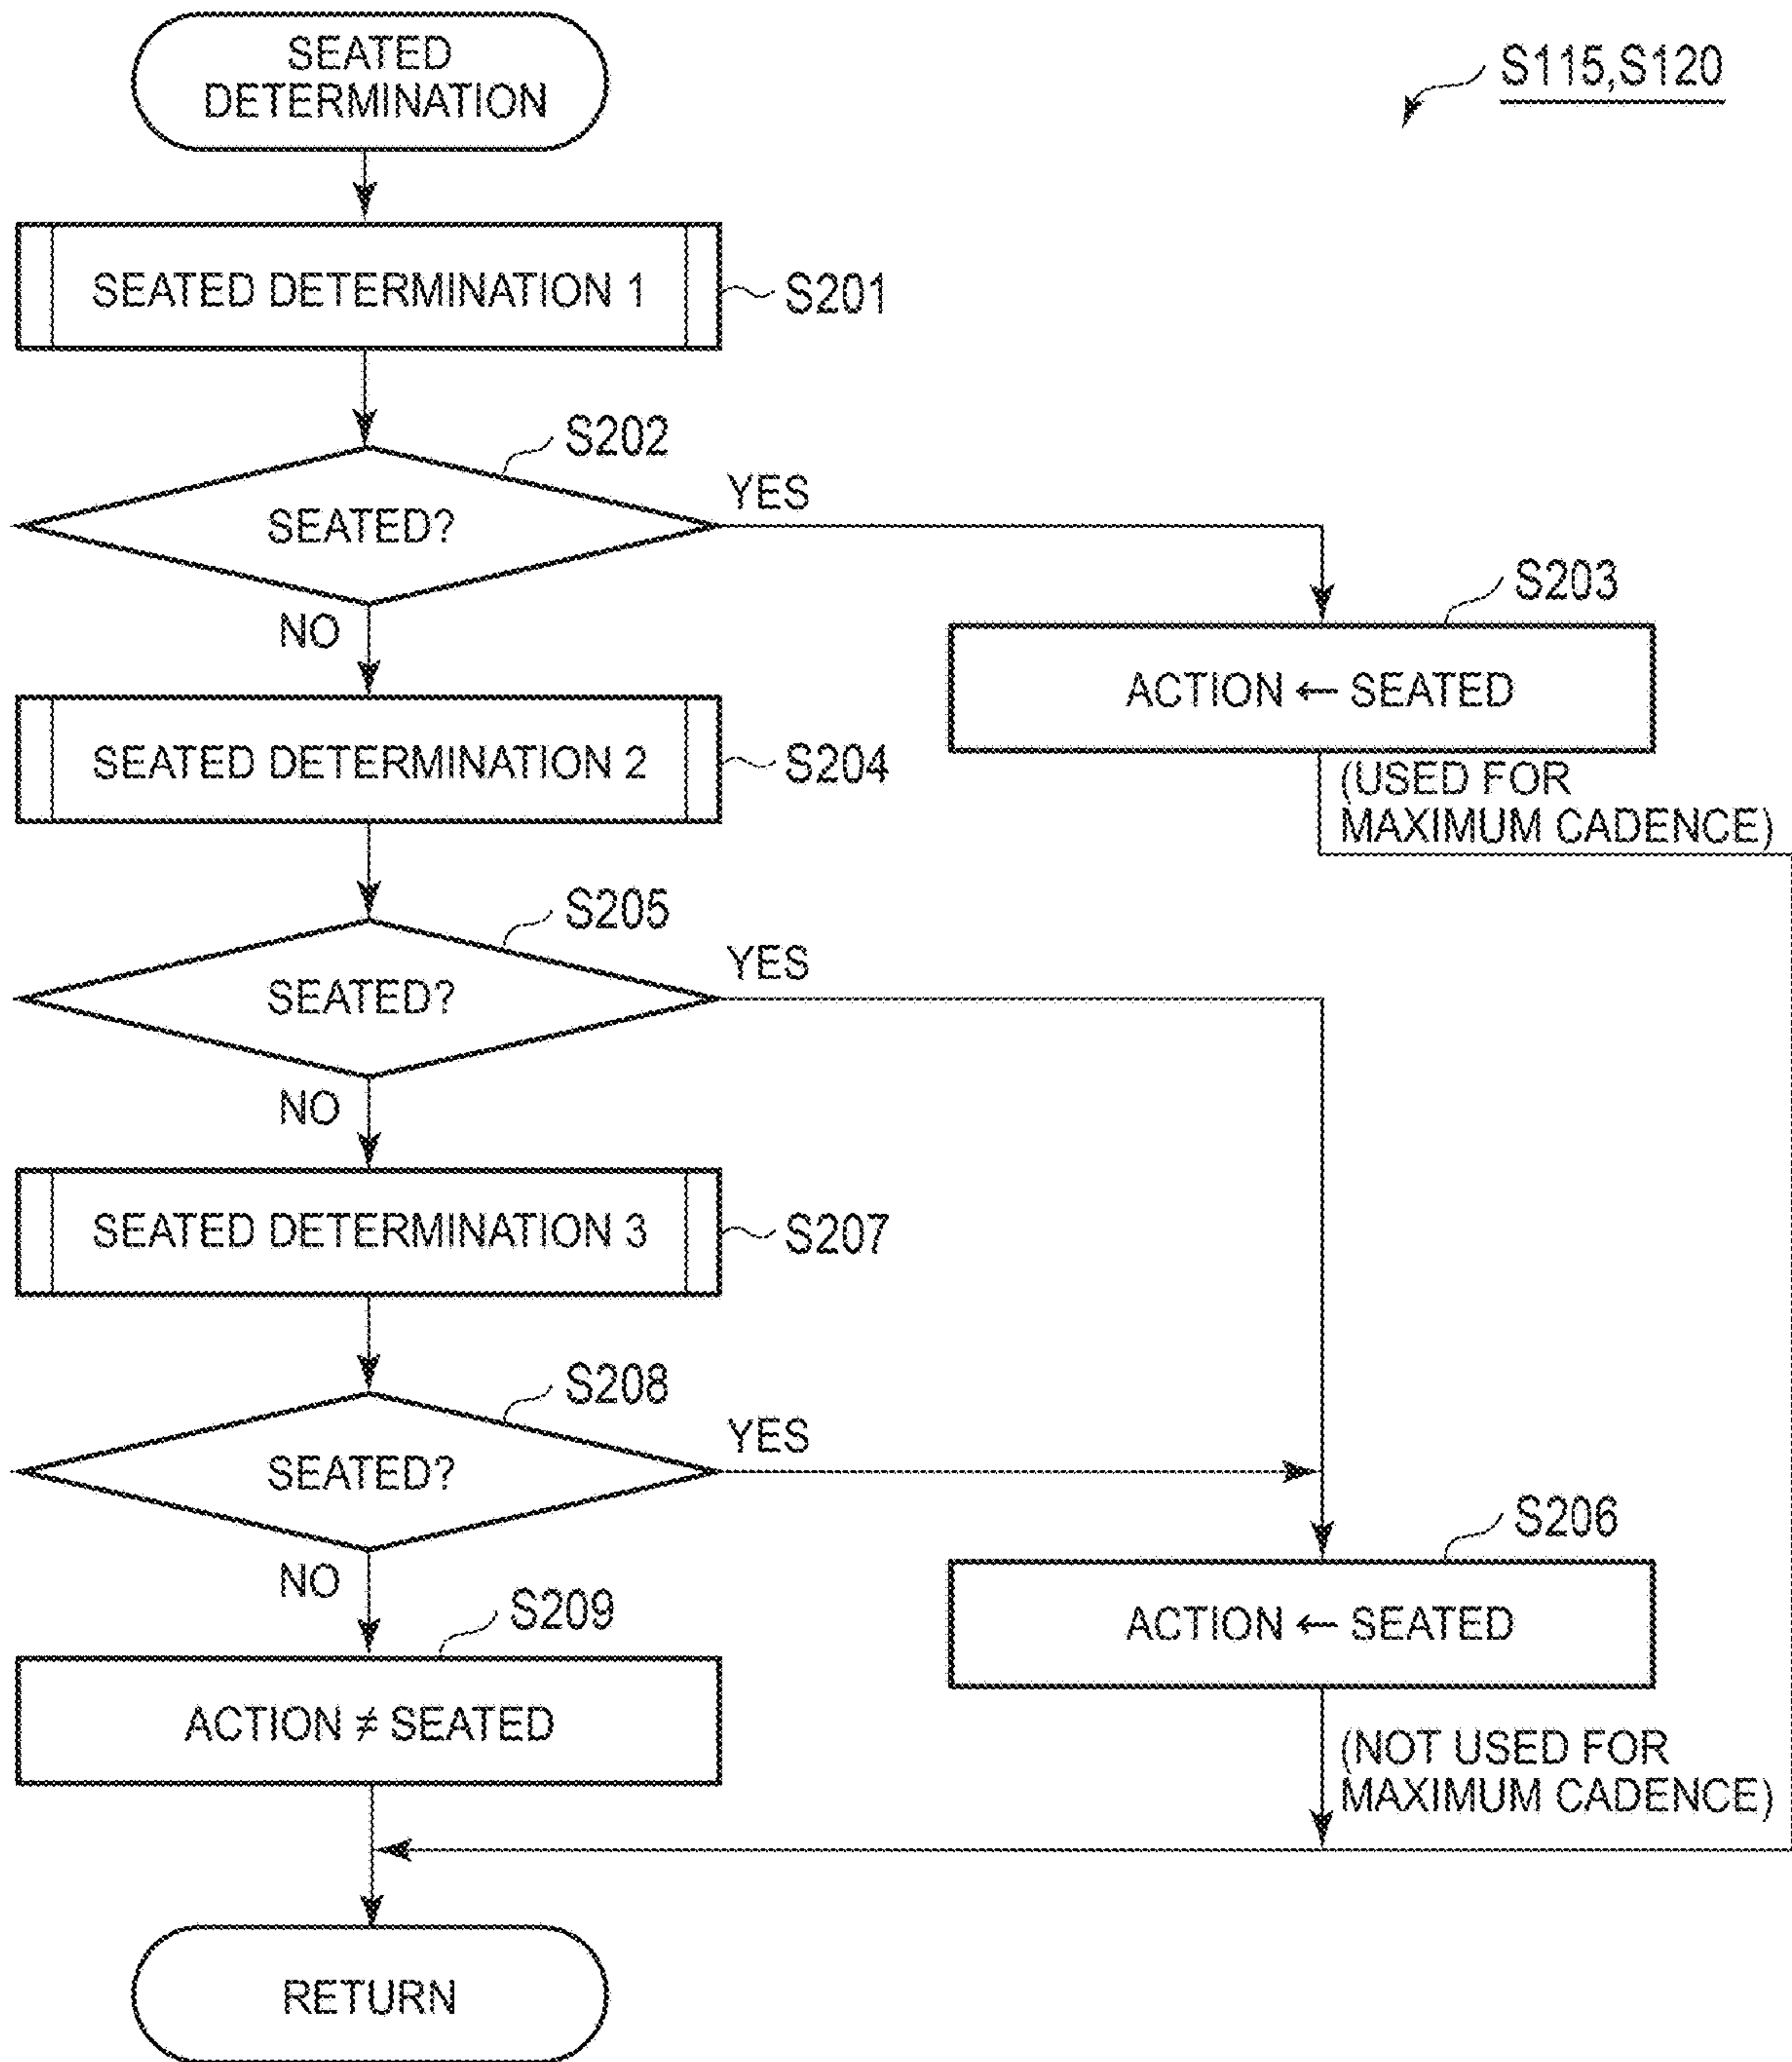 SEATED
DETERMINATION
S115,S120
SEATED DETERMINATION 1
S201
S202
SEATED?
YES
NO
S203
ACTION ← SEATED
(USED FOR
MAXIMUM CADENCE)
SEATED DETERMINATION 2
S204
S205
SEATED?
YES
NO
SEATED DETERMINATION 3
S207
S208
SEATED?
YES
NO
S206
ACTION ← SEATED
(NOT USED FOR
MAXIMUM CADENCE)
S209
ACTION ≠ SEATED
RETURN